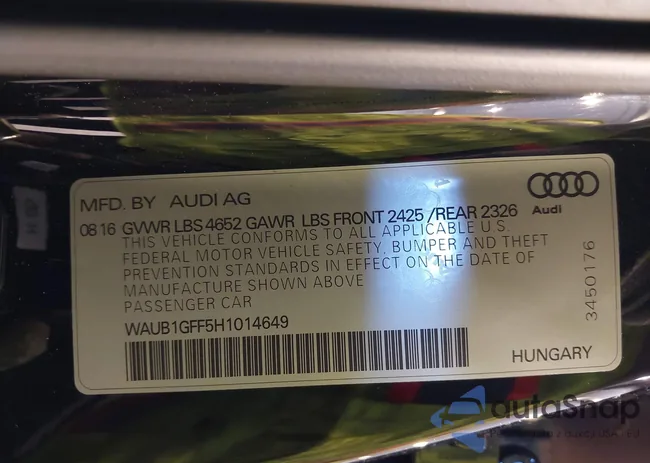 MFD. BY AUDI AG
Audi
08 16 GVWR LBS 4652 GAWR LBS FRONT 2425 /REAR 2326
THIS VEHICLE CONFORMS TO ALL APPLICABLE U.S.
FEDERAL MOTOR VEHICLE SAFETY, BUMPER AND THEFT
PREVENTION STANDARDS IN EFFECT ON THE DATE OF
MANUFACTURE SHOWN ABOVE
PASSENGER CAR
WAUB1GFF5H1014649
HUNGARY
3450176
autoSnap